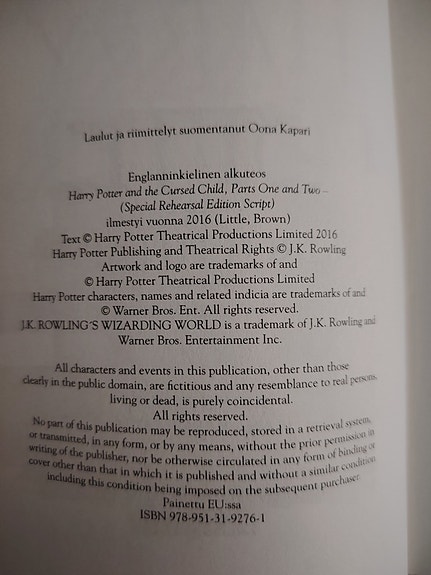 Laulut ja riimittelyt suomentanut Oona Kapari
Englanninkielinen alkuteos
Harry Potter and the Cursed Child, Parts One and Two –
(Special Rehearsal Edition Script)
ilmestyi vuonna 2016 (Little, Brown)
Text © Harry Potter Theatrical Productions Limited 2016
Harry Potter Publishing and Theatrical Rights © J.K. Rowling
Artwork and logo are trademarks of and
© Harry Potter Theatrical Productions Limited
Harry Potter characters, names and related indicia are trademarks of and
© Warner Bros. Ent. All rights reserved.
J.K. ROWLING'S WIZARDING WORLD is a trademark of J.K. Rowling and
Warner Bros. Entertainment Inc.
All characters and events in this publication, other than those
clearly in the public domain, are fictitious and any resemblance to real persons,
living or dead, is purely coincidental.
All rights reserved.
No part of this publication may be reproduced, stored in a retrieval system,
or transmitted, in any form, or by any means, without the prior permission in
writing of the publisher, nor be otherwise circulated in any form of binding or
cover other than that in which it is published and without a similar condition
including this condition being imposed on the subsequent purchaser.
Painettu EU:ssa
ISBN 978-951-31-9276-1